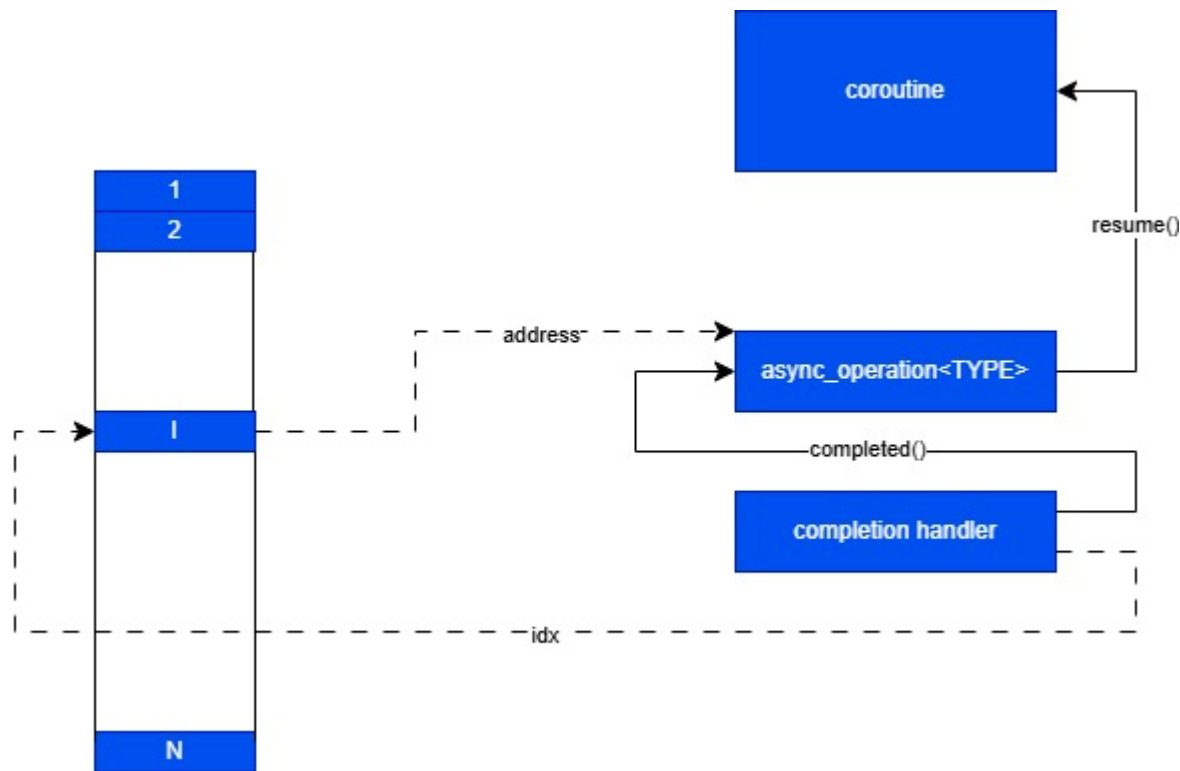 coroutine
1
2
resume()
address
async_operation<TYPE>
I
completed()
completion handler
idx
N